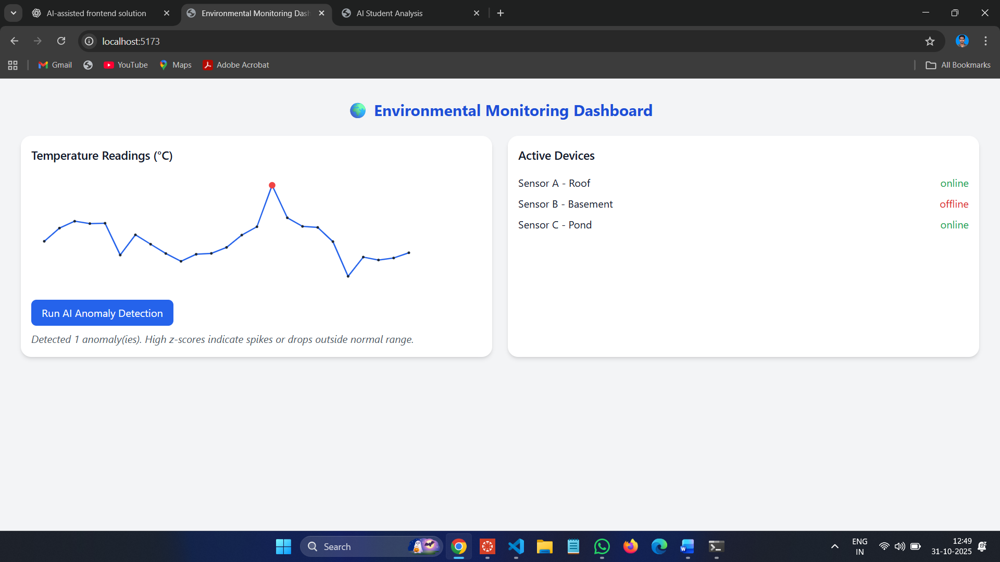 AI-assisted frontend solution
Environmental Monitoring Dash
AI Student Analysis
localhost:5173
Gmail
YouTube
Maps
Adobe Acrobat
All Bookmarks
Environmental Monitoring Dashboard
Temperature Readings (°C)
Run AI Anomaly Detection
Detected 1 anomaly(ies). High z-scores indicate spikes or drops outside normal range.
Active Devices
Sensor A - Roof online
Sensor B - Basement offline
Sensor C - Pond online
Search
ENG
IN
12:49
31-10-2025